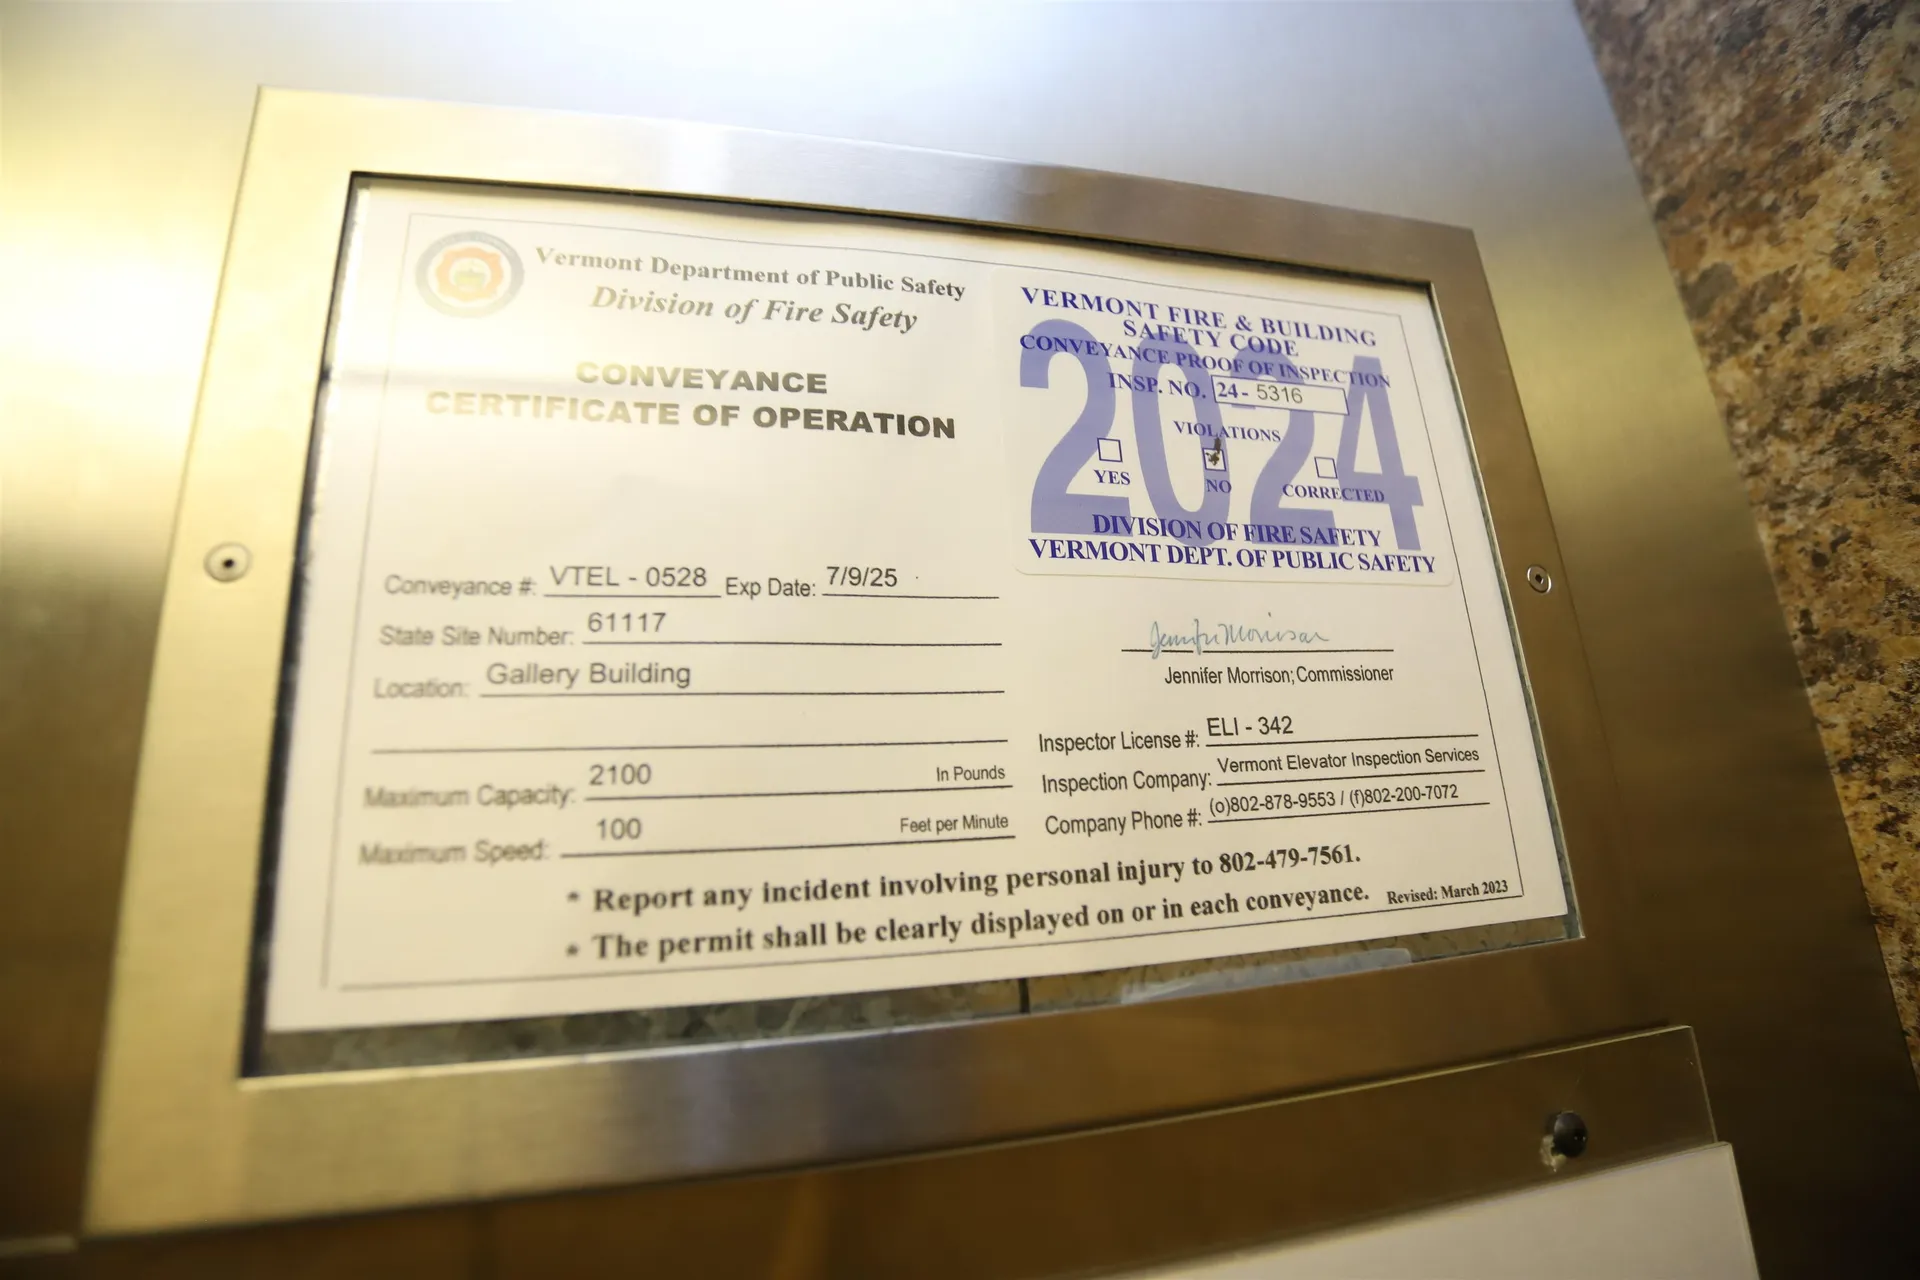 Vermont Department of Public Safety
Division of Fire Safety
CONVEYANCE
CERTIFICATE OF OPERATION
VERMONT FIRE & BUILDING
SAFETY CODE
CONVEYANCE PROOF OF INSPECTION
2024
INSP. NO. 24- 5316
VIOLATIONS
YES NO CORRECTED
DIVISION OF FIRE SAFETY
VERMONT DEPT. OF PUBLIC SAFETY
Conveyance #: VTEL - 0528 Exp Date: 7/9/25
State Site Number: 61117
Location: Gallery Building
Maximum Capacity: 2100 In Pounds
Maximum Speed: 100 Feet per Minute
Jennifer Morrison
Jennifer Morrison; Commissioner
Inspector License #: ELI - 342
Inspection Company: Vermont Elevator Inspection Services
Company Phone #: (o)802-878-9553 / (f)802-200-7072
* Report any incident involving personal injury to 802-479-7561.
* The permit shall be clearly displayed on or in each conveyance. Revised: March 2023